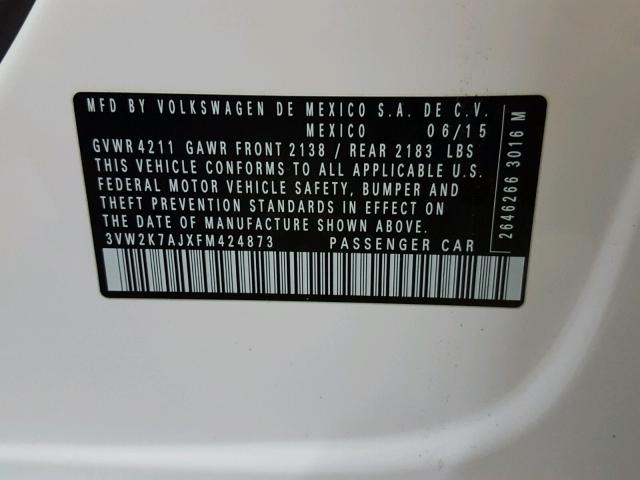 MFD BY VOLKSWAGEN DE MEXICO S.A. DE C.V.
MEXICO 06/15
GVWR 4211 GAWR FRONT 2138 / REAR 2183 LBS
THIS VEHICLE CONFORMS TO ALL APPLICABLE U.S.
FEDERAL MOTOR VEHICLE SAFETY, BUMPER AND
THEFT PREVENTION STANDARDS IN EFFECT ON
THE DATE OF MANUFACTURE SHOWN ABOVE.
3VW2K7AJXFM424873 PASSENGER CAR
2646266 3016 M